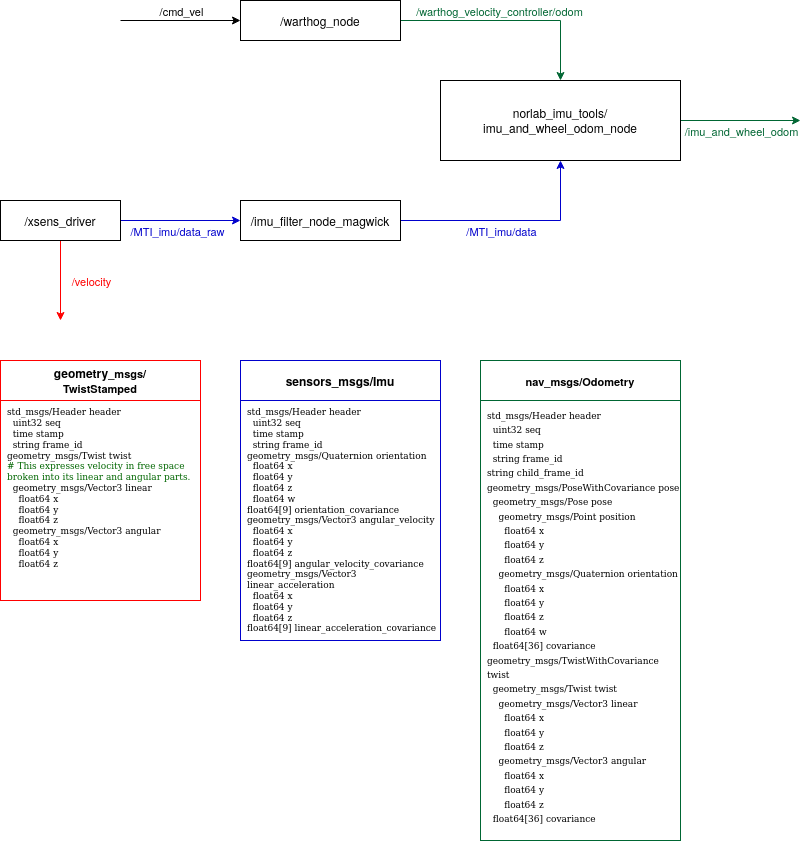 /cmd_vel
/warthog_node
/warthog_velocity_controller/odom
norlab_imu_tools/
imu_and_wheel_odom_node
/imu_and_wheel_odom
/xsens_driver
/MTI_imu/data_raw
/imu_filter_node_magwick
/MTI_imu/data
/velocity
geometry_msgs/
TwistStamped
std_msgs/Header header
uint32 seq
time stamp
string frame_id
geometry_msgs/Twist twist
# This expresses velocity in free space
broken into its linear and angular parts.
geometry_msgs/Vector3 linear
float64 x
float64 y
float64 z
geometry_msgs/Vector3 angular
float64 x
float64 y
float64 z
sensors_msgs/Imu
std_msgs/Header header
uint32 seq
time stamp
string frame_id
geometry_msgs/Quaternion orientation
float64 x
float64 y
float64 z
float64 w
float64[9] orientation_covariance
geometry_msgs/Vector3 angular_velocity
float64 x
float64 y
float64 z
float64[9] angular_velocity_covariance
geometry_msgs/Vector3
linear_acceleration
float64 x
float64 y
float64 z
float64[9] linear_acceleration_covariance
nav_msgs/Odometry
std_msgs/Header header
uint32 seq
time stamp
string frame_id
string child_frame_id
geometry_msgs/PoseWithCovariance pose
geometry_msgs/Pose pose
geometry_msgs/Point position
float64 x
float64 y
float64 z
geometry_msgs/Quaternion orientation
float64 x
float64 y
float64 z
float64 w
float64[36] covariance
geometry_msgs/TwistWithCovariance
twist
geometry_msgs/Twist twist
geometry_msgs/Vector3 linear
float64 x
float64 y
float64 z
geometry_msgs/Vector3 angular
float64 x
float64 y
float64 z
float64[36] covariance